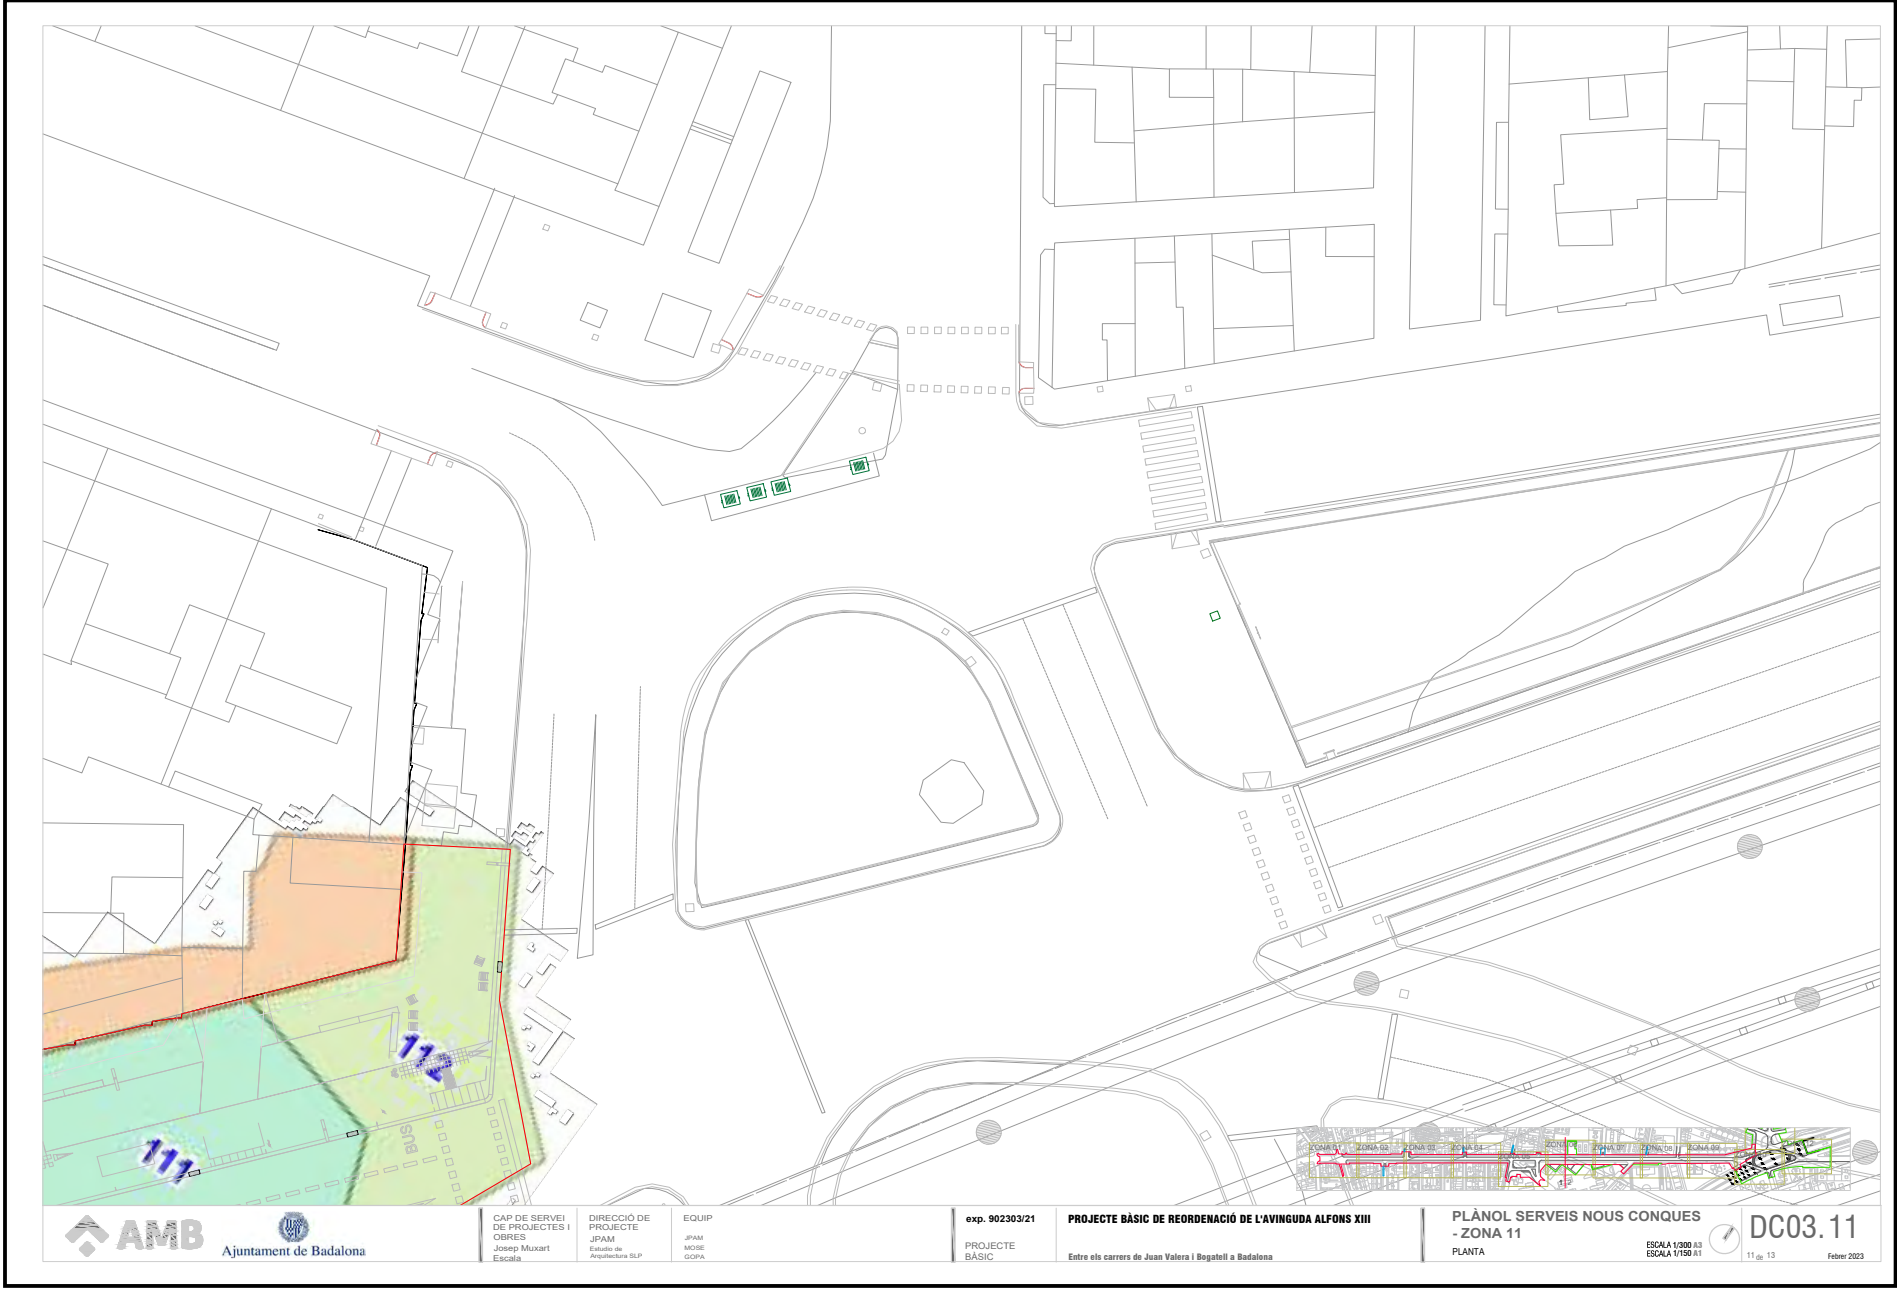 112
111
BUS
ZONA 01
ZONA 02
ZONA 03
ZONA 04
ZONA 07
ZONA 08
ZONA 09
AMB
Ajuntament de Badalona
CAP DE SERVEI
DE PROJECTES I
OBRES
Josep Muxart
Escala
DIRECCIÓ DE
PROJECTE
JPAM
Estudio de
Arquitectura SLP
EQUIP
JPAM
MOSE
GOPA
exp. 902303/21
PROJECTE
BÀSIC
PROJECTE BÀSIC DE REORDENACIÓ DE L'AVINGUDA ALFONS XIII
Entre els carrers de Juan Valera i Bogatell a Badalona
PLÀNOL SERVEIS NOUS CONQUES
- ZONA 11
PLANTA
ESCALA 1/300 A3
ESCALA 1/150 A1
DC03.11
11 de 13
Febrer 2023